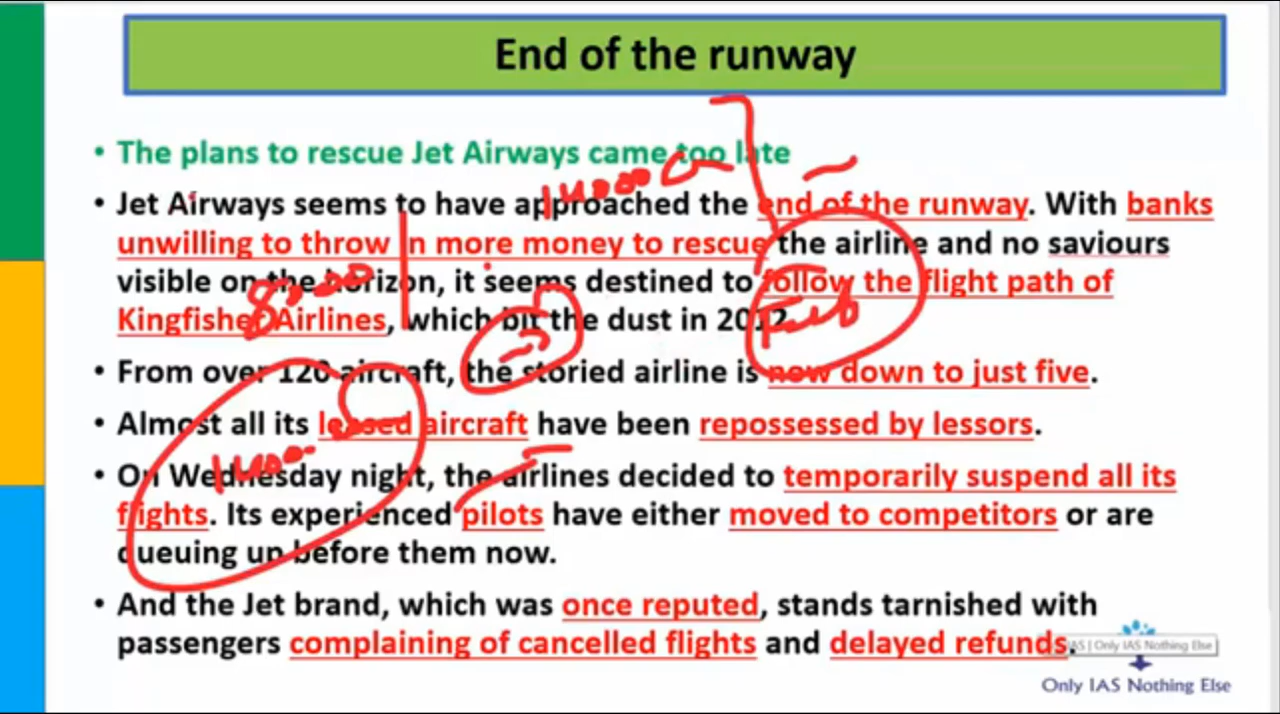 End of the runway
• The plans to rescue Jet Airways came too late
• Jet Airways seems to have approached the end of the runway. With banks
unwilling to throw in more money to rescue the airline and no saviours
visible on the horizon, it seems destined to follow the flight path of
Kingfisher Airlines, which bit the dust in 2012.
• From over 120 aircraft, the storied airline is now down to just five.
• Almost all its leased aircraft have been repossessed by lessors.
• On Wednesday night, the airlines decided to temporarily suspend all its
flights. Its experienced pilots have either moved to competitors or are
queuing up before them now.
• And the Jet brand, which was once reputed, stands tarnished with
passengers complaining of cancelled flights and delayed refunds.
IAS | Only IAS Nothing Else
Only IAS Nothing Else
Feb